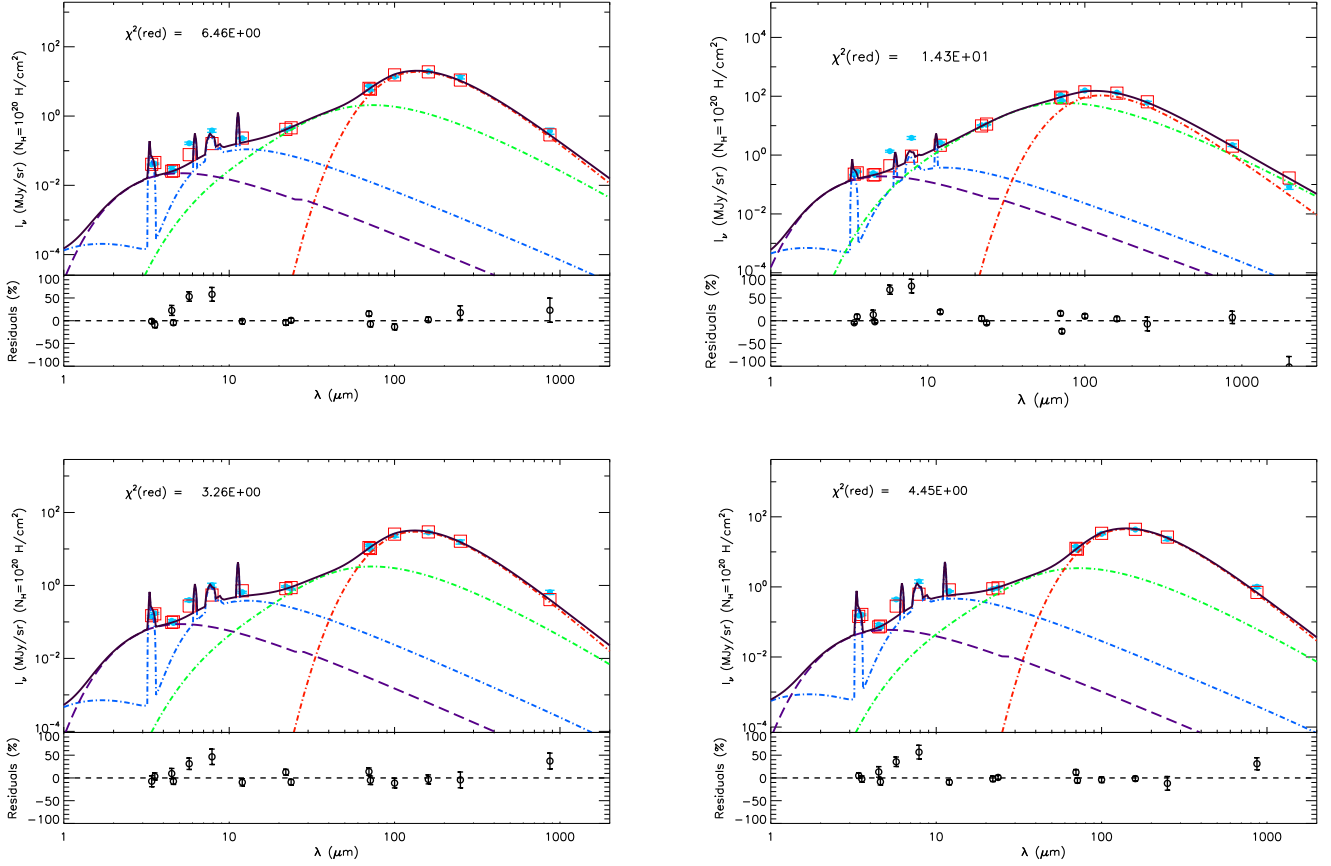 χ²(red) = 6.46E+00
I_ν (MJy/sr) (N_H=10²⁰ H/cm²)
10²
10⁰
10⁻²
10⁻⁴
Residuals (%)
100
50
0
−50
−100
1 10 100 1000
λ (μm)
χ²(red) = 1.43E+01
I_ν (MJy/sr) (N_H=10²⁰ H/cm²)
10⁴
10²
10⁰
10⁻²
10⁻⁴
Residuals (%)
100
50
0
−50
−100
1 10 100 1000
λ (μm)
χ²(red) = 3.26E+00
I_ν (MJy/sr) (N_H=10²⁰ H/cm²)
10²
10⁰
10⁻²
10⁻⁴
Residuals (%)
100
50
0
−50
−100
1 10 100 1000
λ (μm)
χ²(red) = 4.45E+00
I_ν (MJy/sr) (N_H=10²⁰ H/cm²)
10²
10⁰
10⁻²
10⁻⁴
Residuals (%)
100
50
0
−50
−100
1 10 100 1000
λ (μm)